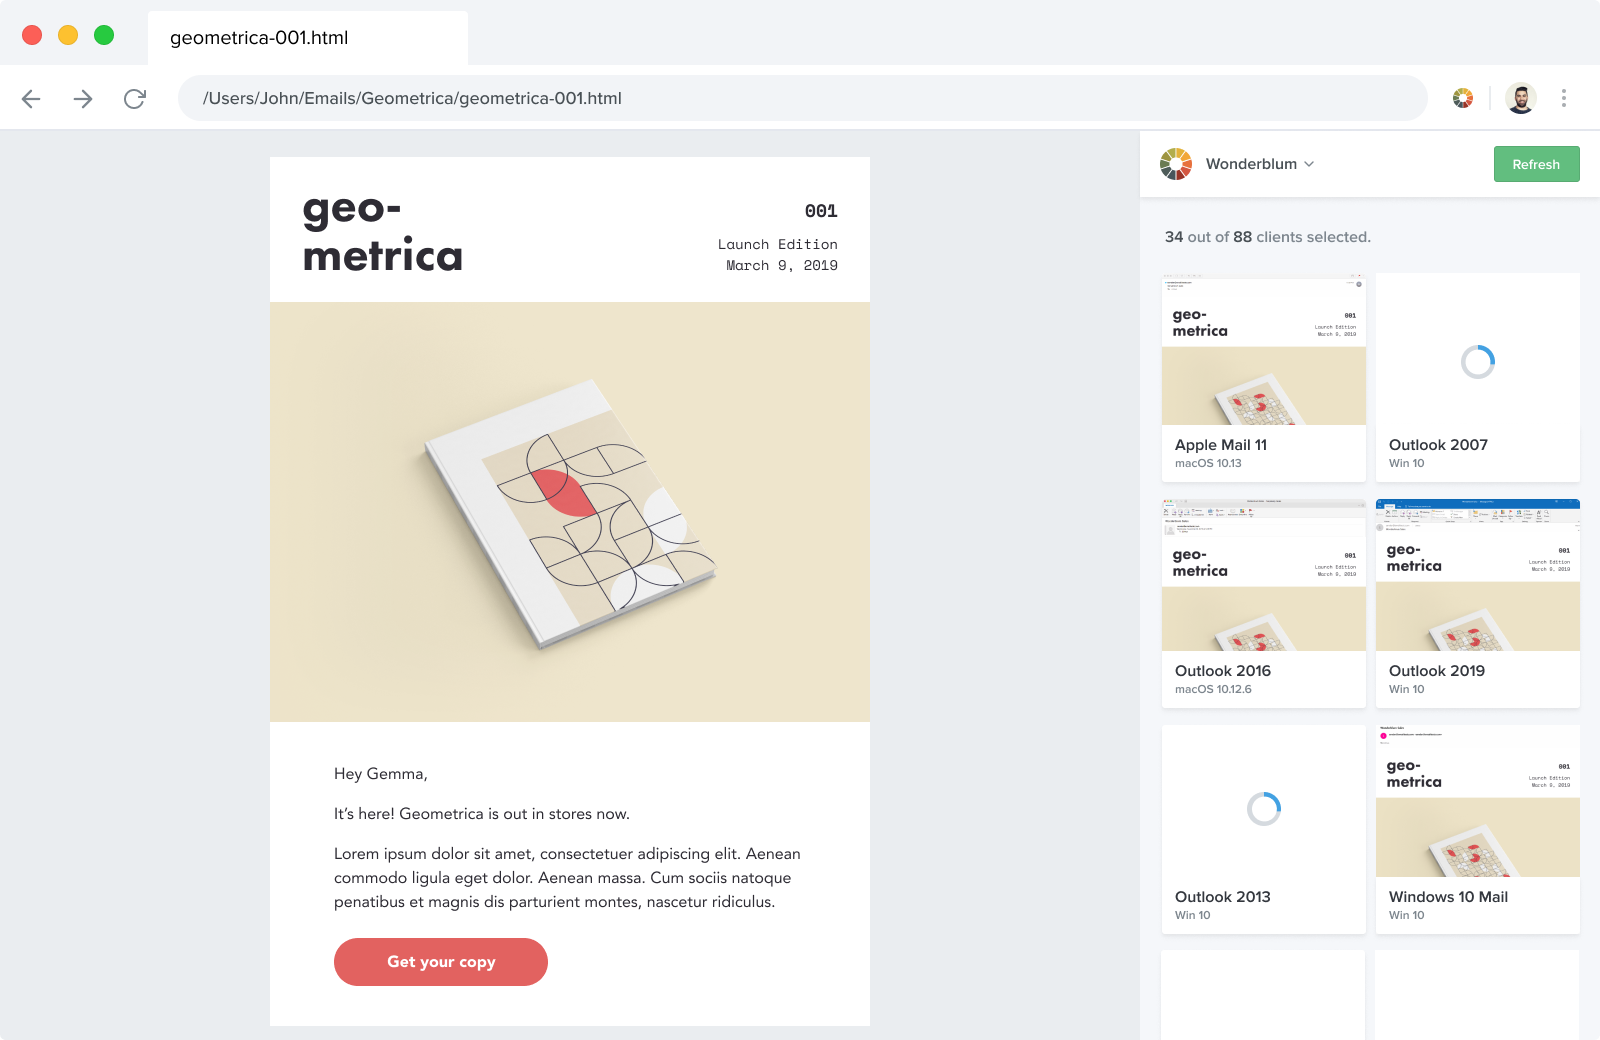 geometrica-001.html
/Users/John/Emails/Geometrica/geometrica-001.html
geo-
metrica
001
Launch Edition
March 9, 2019
Hey Gemma,
It's here! Geometrica is out in stores now.
Lorem ipsum dolor sit amet, consectetuer adipiscing elit. Aenean
commodo ligula eget dolor. Aenean massa. Cum sociis natoque
penatibus et magnis dis parturient montes, nascetur ridiculus.
Get your copy
Wonderblum
Refresh
34 out of 88 clients selected.
geo-
metrica
001
Launch Edition
March 9, 2019
Apple Mail 11
macOS 10.13
Outlook 2007
Win 10
geo-
metrica
001
Launch Edition
March 9, 2019
Outlook 2016
macOS 10.12.6
geo-
metrica
001
Launch Edition
March 9, 2019
Outlook 2019
Win 10
Outlook 2013
Win 10
geo-
metrica
001
Launch Edition
March 9, 2019
Windows 10 Mail
Win 10